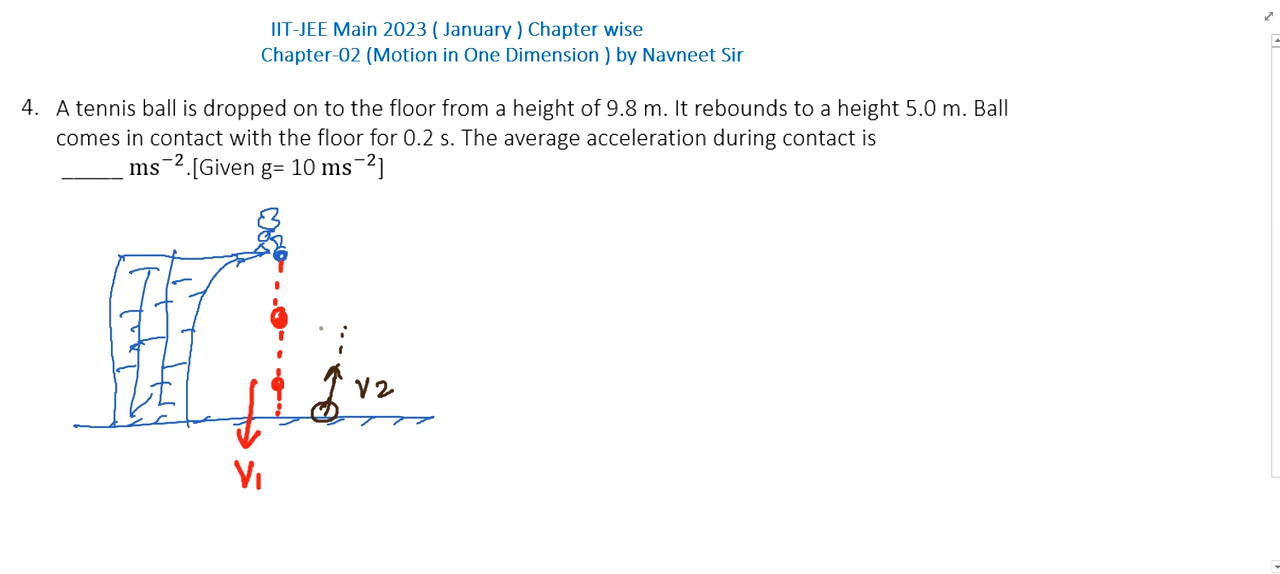 IIT-JEE Main 2023 ( January ) Chapter wise
Chapter-02 (Motion in One Dimension ) by Navneet Sir
4. A tennis ball is dropped on to the floor from a height of 9.8 m. It rebounds to a height 5.0 m. Ball
comes in contact with the floor for 0.2 s. The average acceleration during contact is
_____ ms⁻².[Given g= 10 ms⁻²]
V2
V1